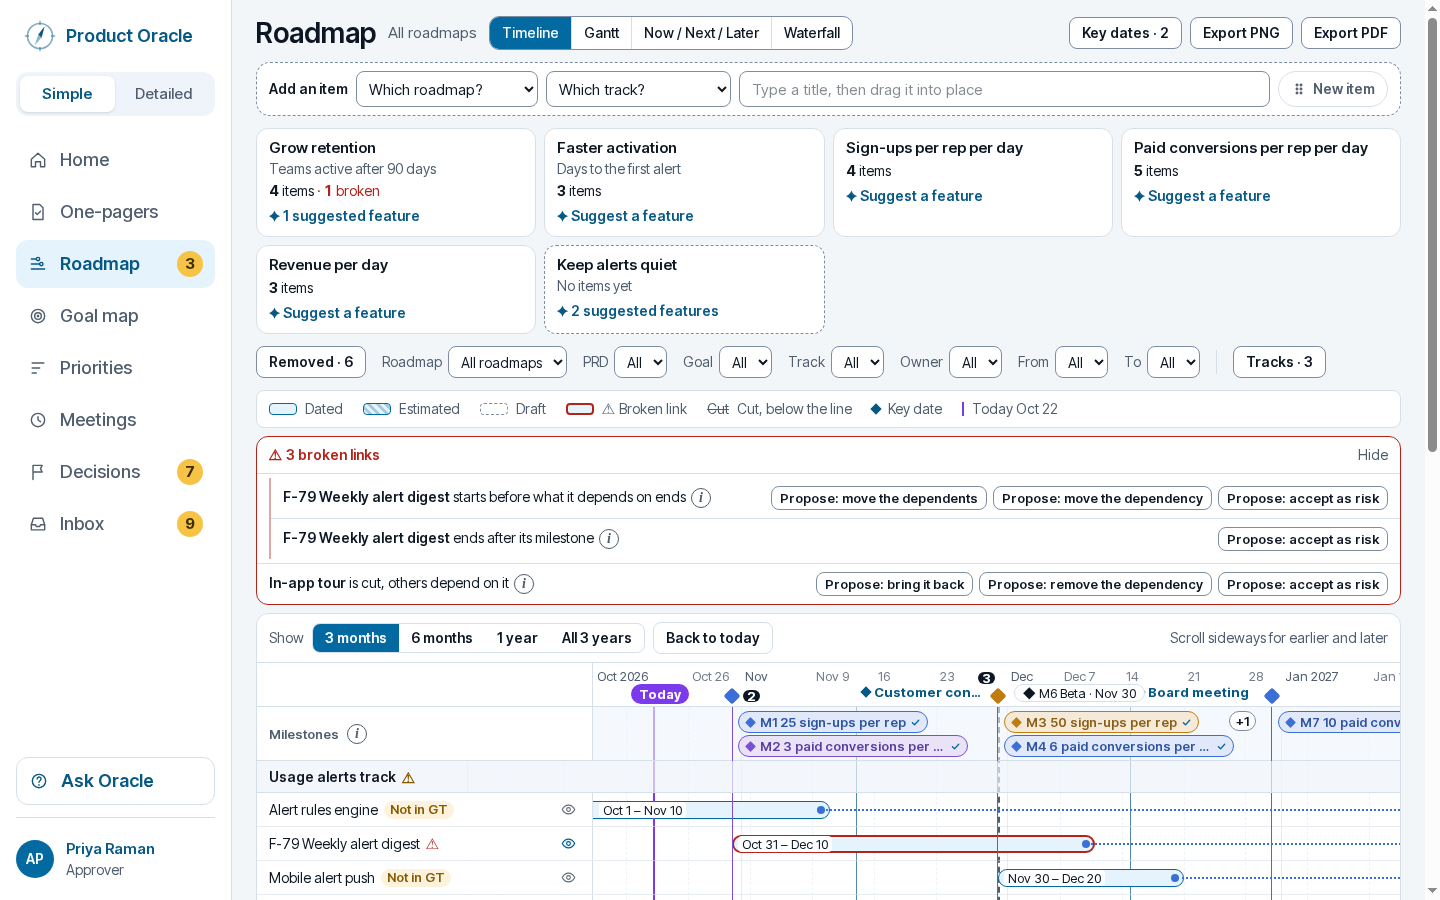 Product Oracle
Simple
Detailed
Home
One-pagers
Roadmap
3
Goal map
Priorities
Meetings
Decisions
7
Inbox
9
Ask Oracle
AP
Priya Raman
Approver
Roadmap
All roadmaps
Timeline
Gantt
Now / Next / Later
Waterfall
Key dates · 2
Export PNG
Export PDF
Add an item
Which roadmap?
Which track?
Type a title, then drag it into place
New item
Grow retention
Teams active after 90 days
4 items · 1 broken
1 suggested feature
Faster activation
Days to the first alert
3 items
Suggest a feature
Sign-ups per rep per day
4 items
Suggest a feature
Paid conversions per rep per day
5 items
Suggest a feature
Revenue per day
3 items
Suggest a feature
Keep alerts quiet
No items yet
2 suggested features
Removed · 6
Roadmap
All roadmaps
PRD
All
Goal
All
Track
All
Owner
All
From
All
To
All
Tracks · 3
Dated
Estimated
Draft
⚠ Broken link
Cut
Cut, below the line
Key date
Today Oct 22
⚠ 3 broken links
Hide
F-79 Weekly alert digest starts before what it depends on ends i
Propose: move the dependents
Propose: move the dependency
Propose: accept as risk
F-79 Weekly alert digest ends after its milestone i
Propose: accept as risk
In-app tour is cut, others depend on it i
Propose: bring it back
Propose: remove the dependency
Propose: accept as risk
Show
3 months
6 months
1 year
All 3 years
Back to today
Scroll sideways for earlier and later
Oct 2026
Oct 26
Nov
Nov 9
16
23
3
Dec
Dec 7
14
21
28
Jan 2027
Jan
Today
2
Customer con…
M6 Beta · Nov 30
Board meeting
Milestones i
M1 25 sign-ups per rep
M3 50 sign-ups per rep
+1
M7 10 paid conv
M2 3 paid conversions per …
M4 6 paid conversions per …
Usage alerts track ⚠
Alert rules engine
Not in GT
Oct 1 – Nov 10
F-79 Weekly alert digest ⚠
Oct 31 – Dec 10
Mobile alert push
Not in GT
Nov 30 – Dec 20